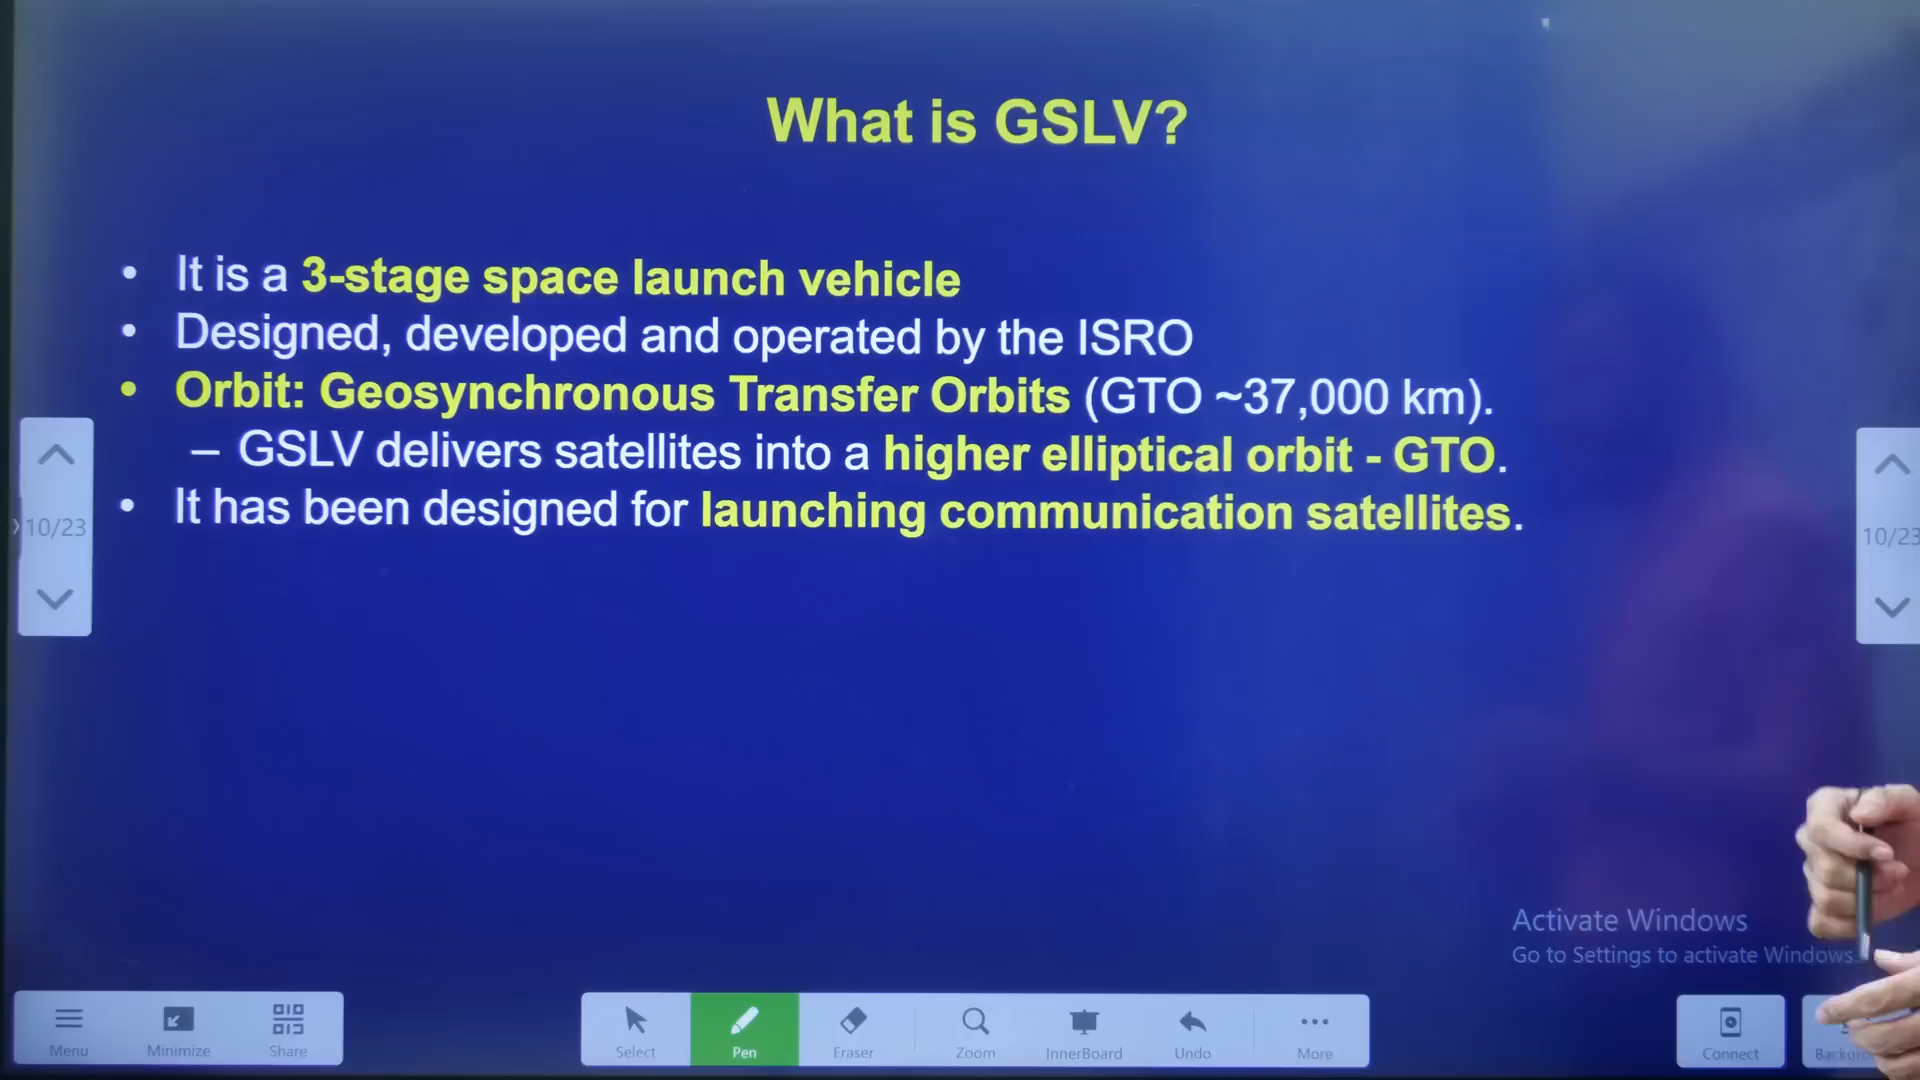 What is GSLV?
• It is a 3-stage space launch vehicle
• Designed, developed and operated by the ISRO
• Orbit: Geosynchronous Transfer Orbits (GTO ~37,000 km).
– GSLV delivers satellites into a higher elliptical orbit - GTO.
• It has been designed for launching communication satellites.
10/23
10/23
Activate Windows
Go to Settings to activate Windows.
Menu Minimize Share
Select Pen Eraser Zoom InnerBoard Undo More
Connect